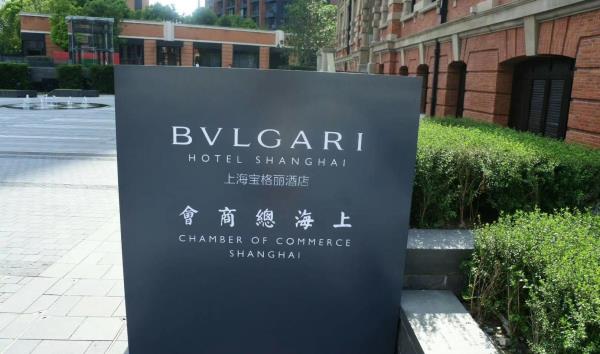 BVLGARI
HOTEL SHANGHAI
上海宝格丽酒店
上海總商會
CHAMBER OF COMMERCE
SHANGHAI